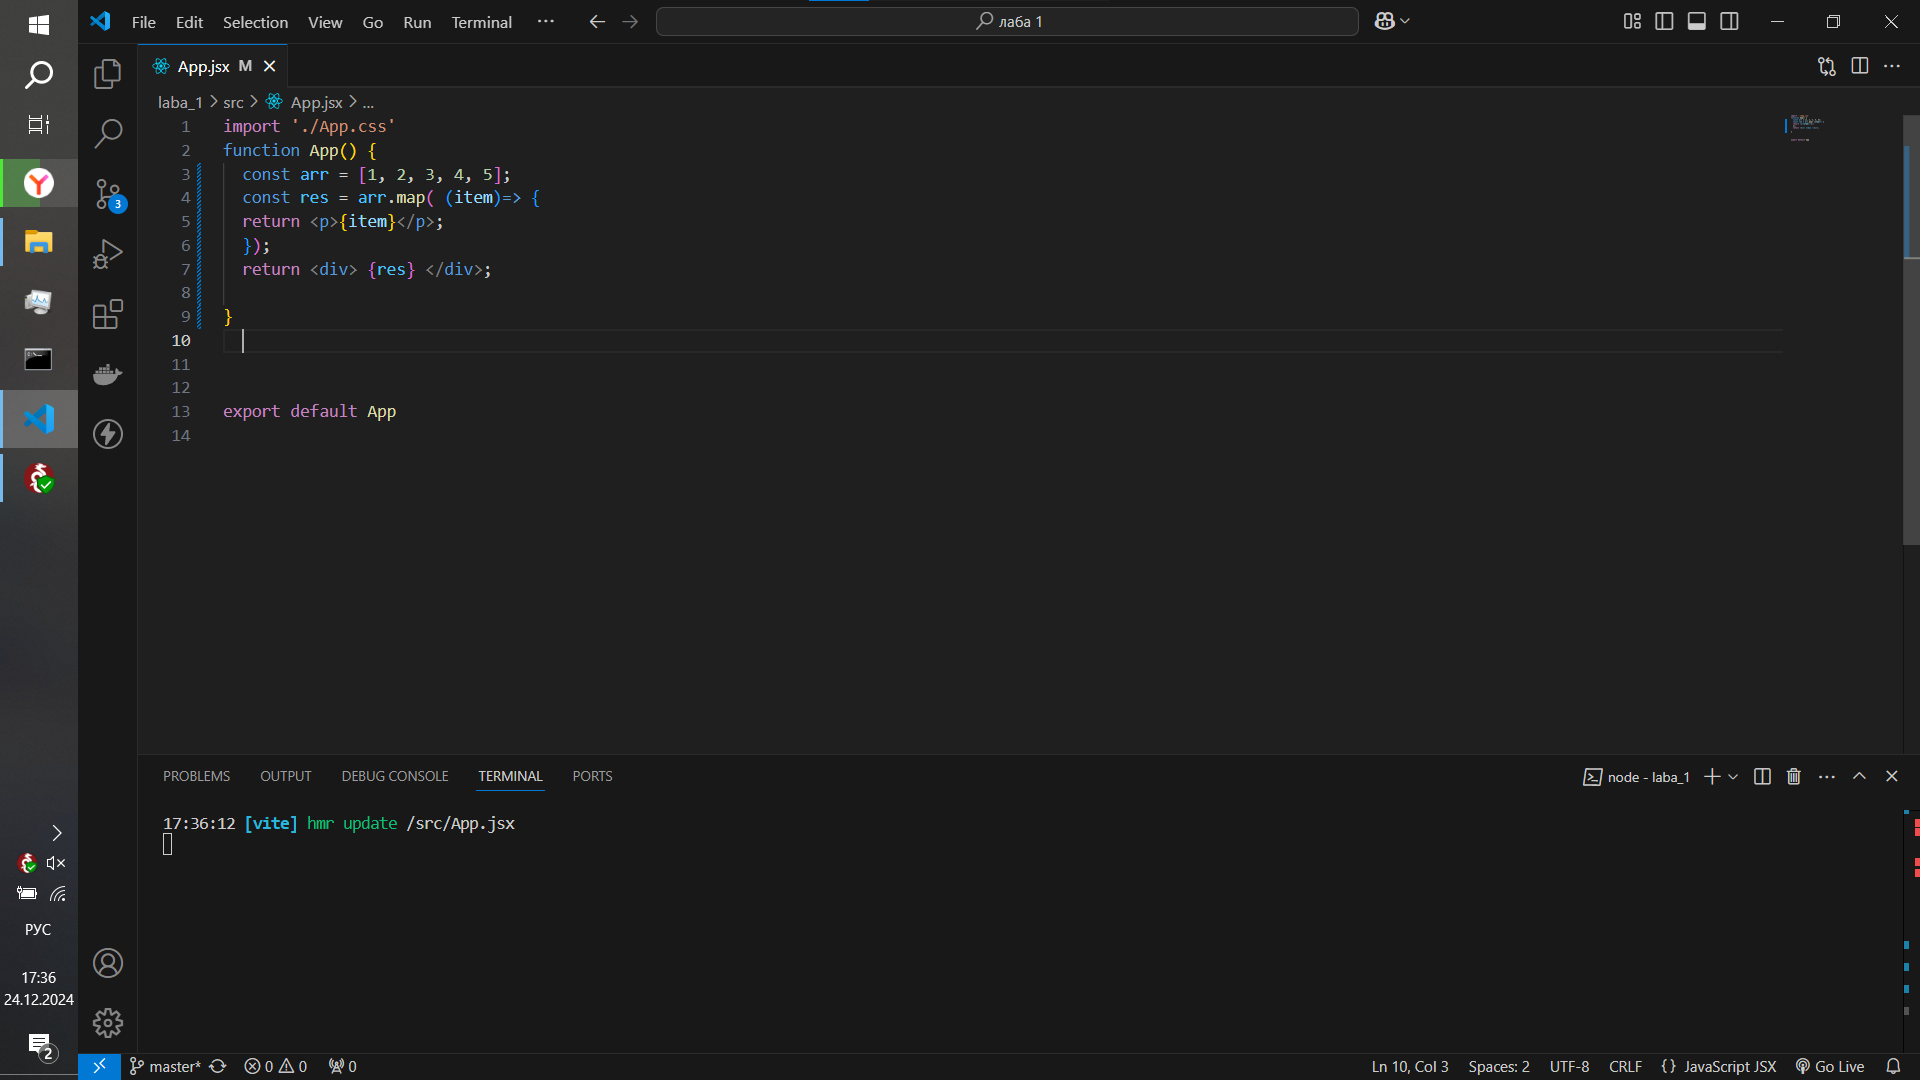 File Edit Selection View Go Run Terminal ··· лаба 1
App.jsx M
laba_1 > src > App.jsx > ...
1 import './App.css'
2 function App() {
3 const arr = [1, 2, 3, 4, 5];
4 const res = arr.map( (item)=> {
5 return <p>{item}</p>;
6 });
7 return <div> {res} </div>;
8
9 }
10
11
12
13 export default App
14
3
PROBLEMS OUTPUT DEBUG CONSOLE TERMINAL PORTS node - laba_1
17:36:12 [vite] hmr update /src/App.jsx
РУС
17:36
24.12.2024
2
master* 0 0 0 Ln 10, Col 3 Spaces: 2 UTF-8 CRLF {} JavaScript JSX Go Live